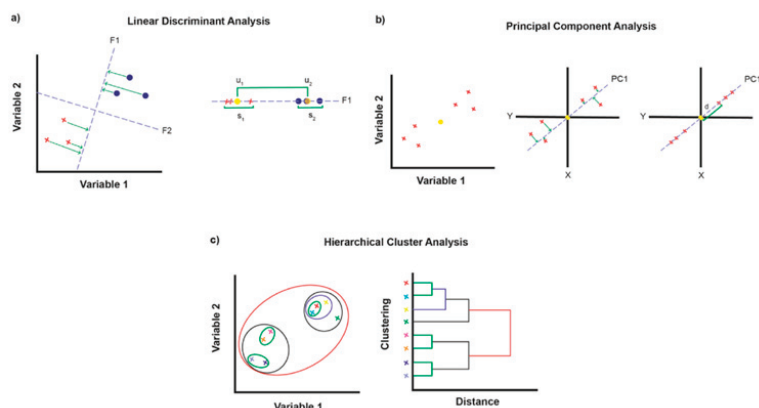 a)
Linear Discriminant Analysis
F1
Variable 2
F2
Variable 1
u1
u2
F1
s1
s2
b)
Principal Component Analysis
Variable 2
Variable 1
PC1
Y
X
PC1
d
Y
X
c)
Hierarchical Cluster Analysis
Variable 2
Variable 1
Clustering
Distance